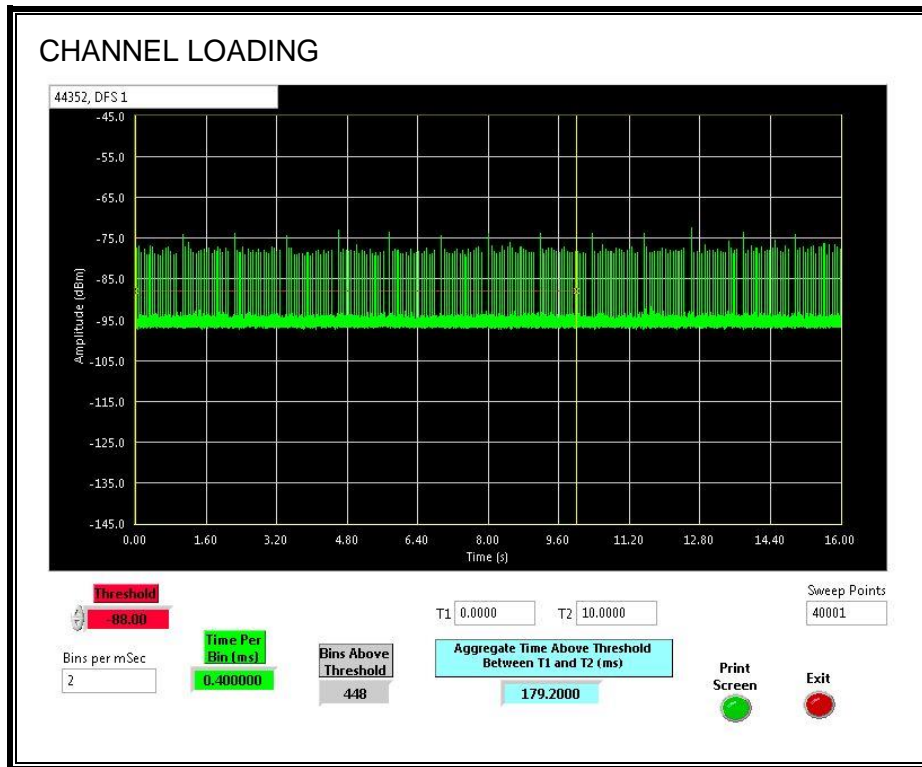 CHANNEL LOADING
44352, DFS 1
-45.0
-55.0
-65.0
-75.0
-85.0
-95.0
-105.0
-115.0
-125.0
-135.0
-145.0
Amplitude (dBm)
0.00 1.60 3.20 4.80 6.40 8.00 9.60 11.20 12.80 14.40 16.00
Time (s)
Threshold
-88.00
Bins per mSec
2
Time Per
Bin (ms)
0.400000
Bins Above
Threshold
448
T1 0.0000 T2 10.0000
Aggregate Time Above Threshold
Between T1 and T2 (ms)
179.2000
Sweep Points
40001
Print
Screen
Exit